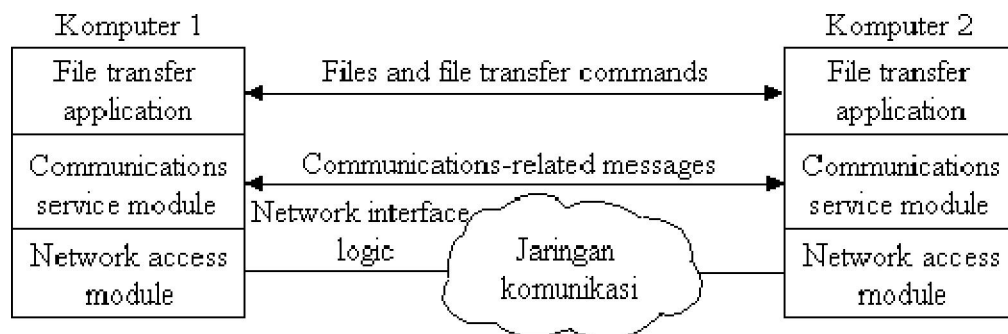 Komputer 1
Komputer 2
File transfer
application
Files and file transfer commands
File transfer
application
Communications
service module
Communications-related messages
Communications
service module
Network interface
logic
Network access
module
Jaringan
komunikasi
Network access
module